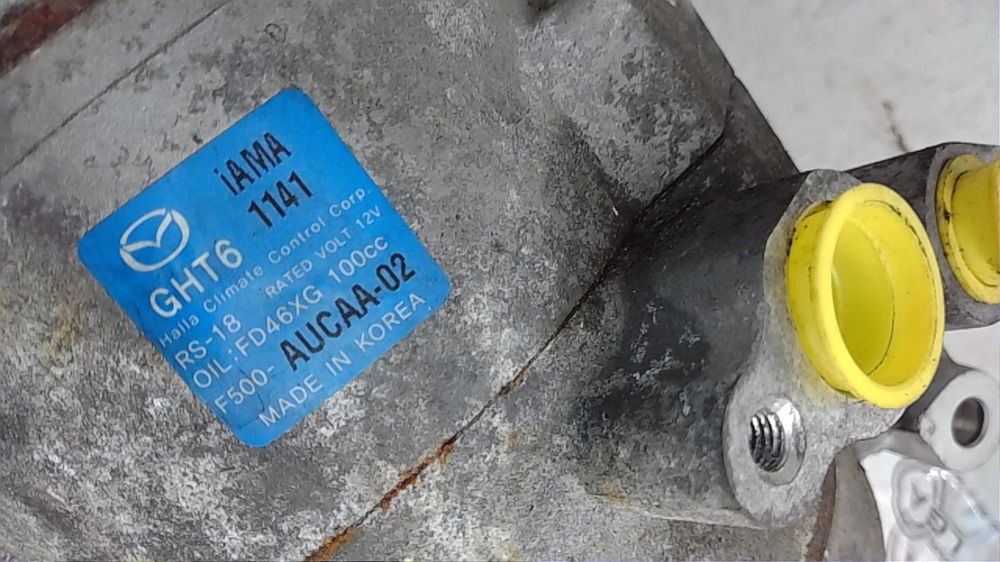 iAMA
GHT6 1141
Halla Climate Control Corp.
RS-18 RATED VOLT 12V
OIL:FD46XG 100CC
F500- AUCAA-02
MADE IN KOREA